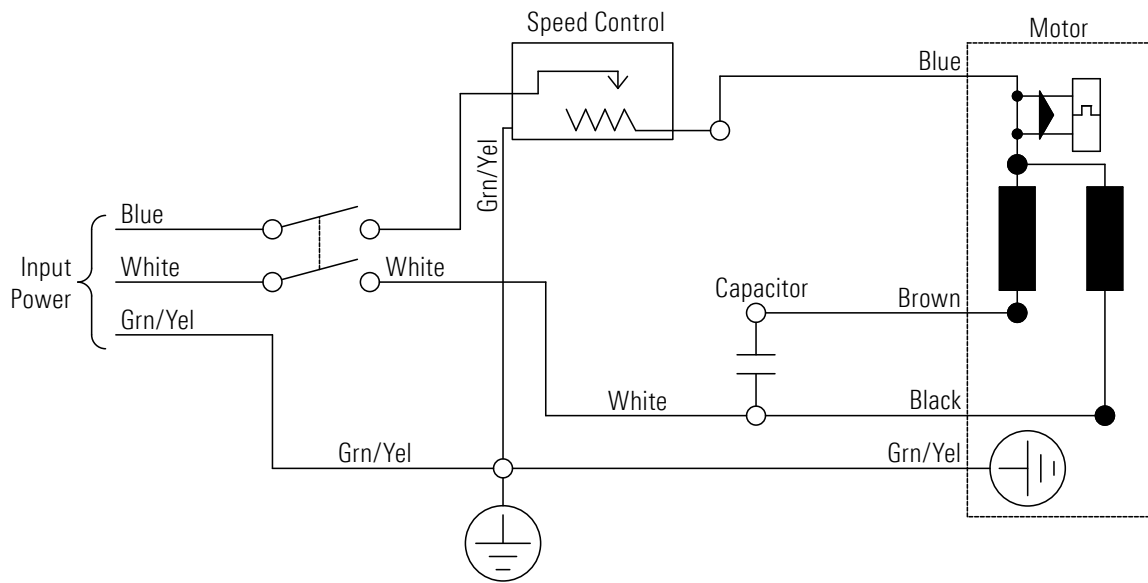 Speed Control
Motor
Blue
Grn/Yel
Blue
Input
Power
White
White
Grn/Yel
Capacitor
Brown
White
Black
Grn/Yel
Grn/Yel